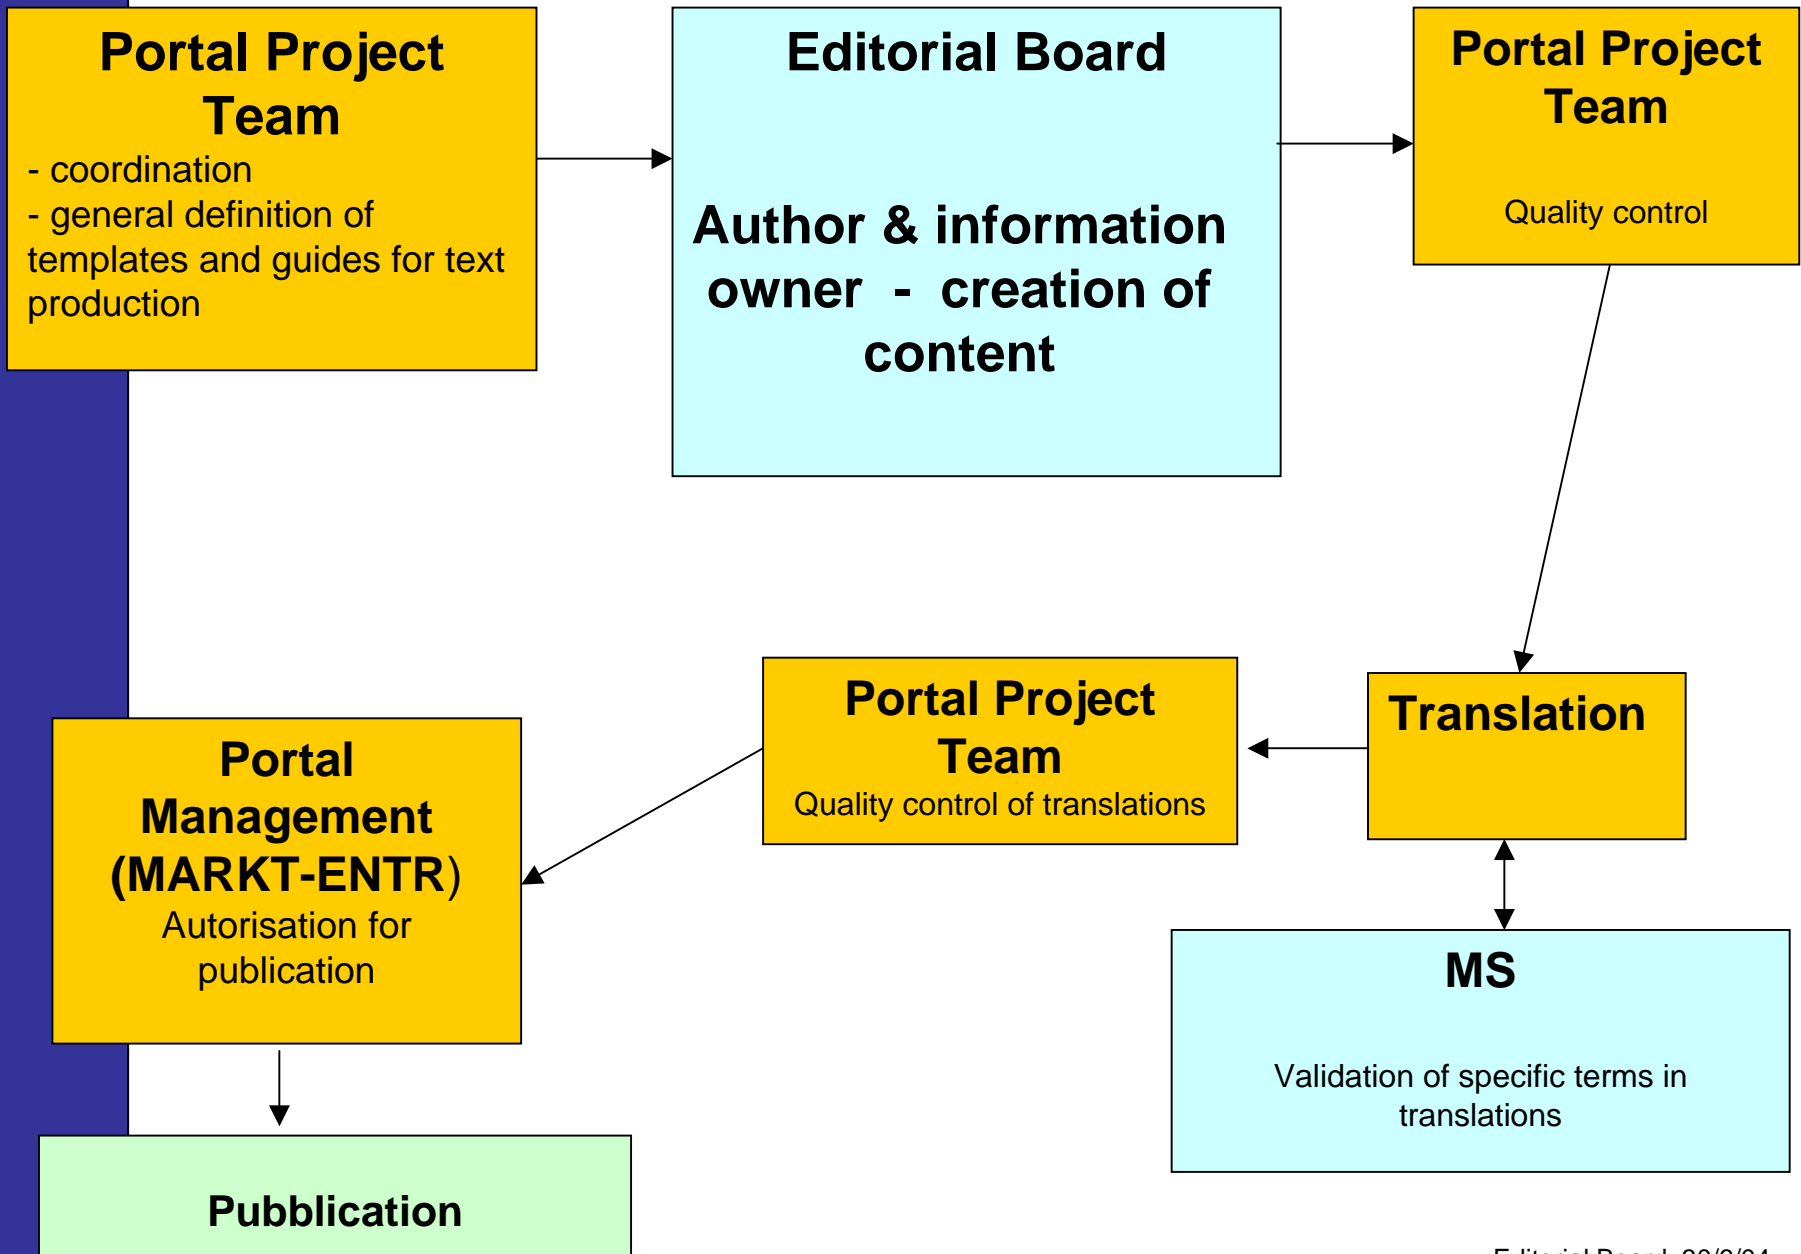 Portal Project
Team
- coordination
- general definition of
templates and guides for text
production
Editorial Board
Author & information
owner - creation of
content
Portal Project
Team
Quality control
Translation
MS
Validation of specific terms in
translations
Portal Project
Team
Quality control of translations
Portal
Management
(MARKT-ENTR)
Autorisation for
publication
Pubblication
Editorial Board